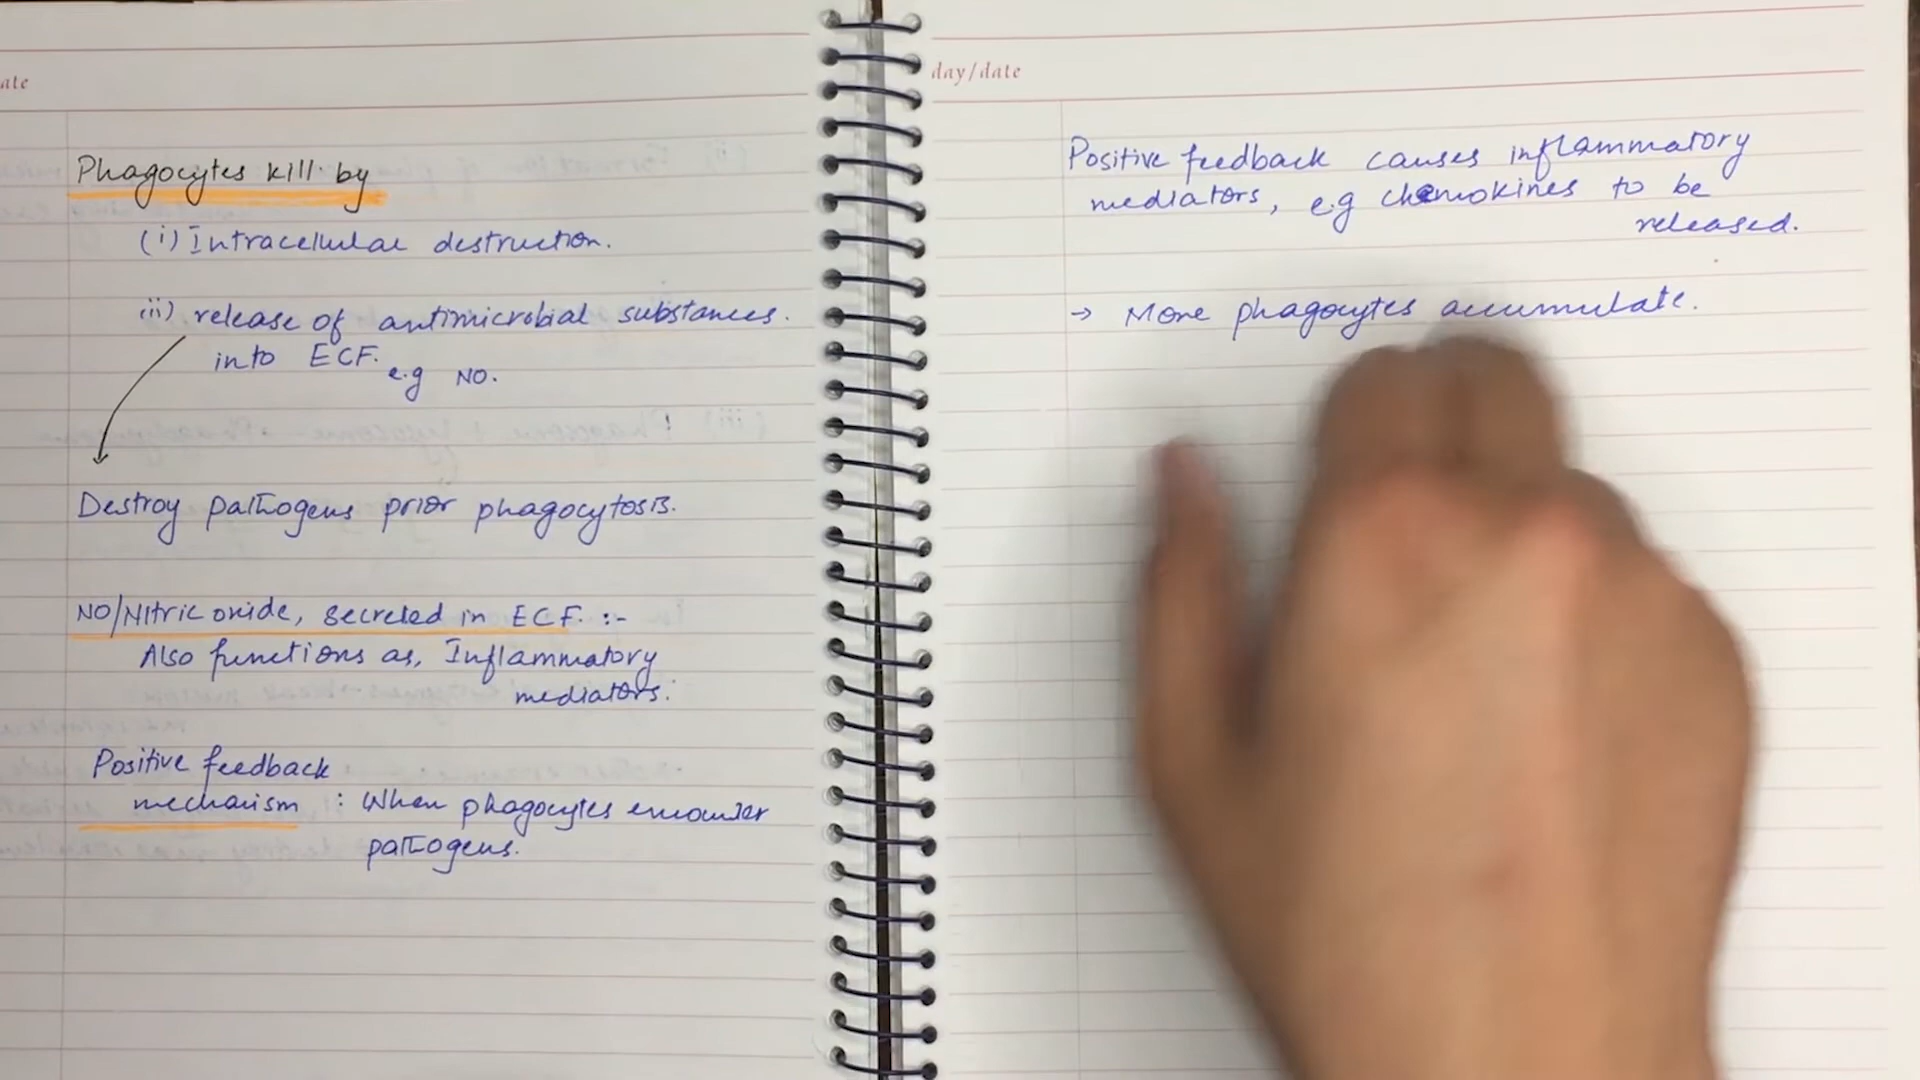 ate
Phagocytes kill by
(i) Intracellular destruction.
(ii) release of antimicrobial substances.
into ECF. e.g NO.
Destroy pathogens prior phagocytosis.
NO/Nitric oxide, secreted in ECF. :-
Also functions as, Inflammatory
mediators.
Positive feedback
mechaism : When phagocytes encounter
pathogens.
day/date
Positive feedback causes inflammatory
mediators, e.g chemokines to be
released.
→ More phagocytes accumulate.